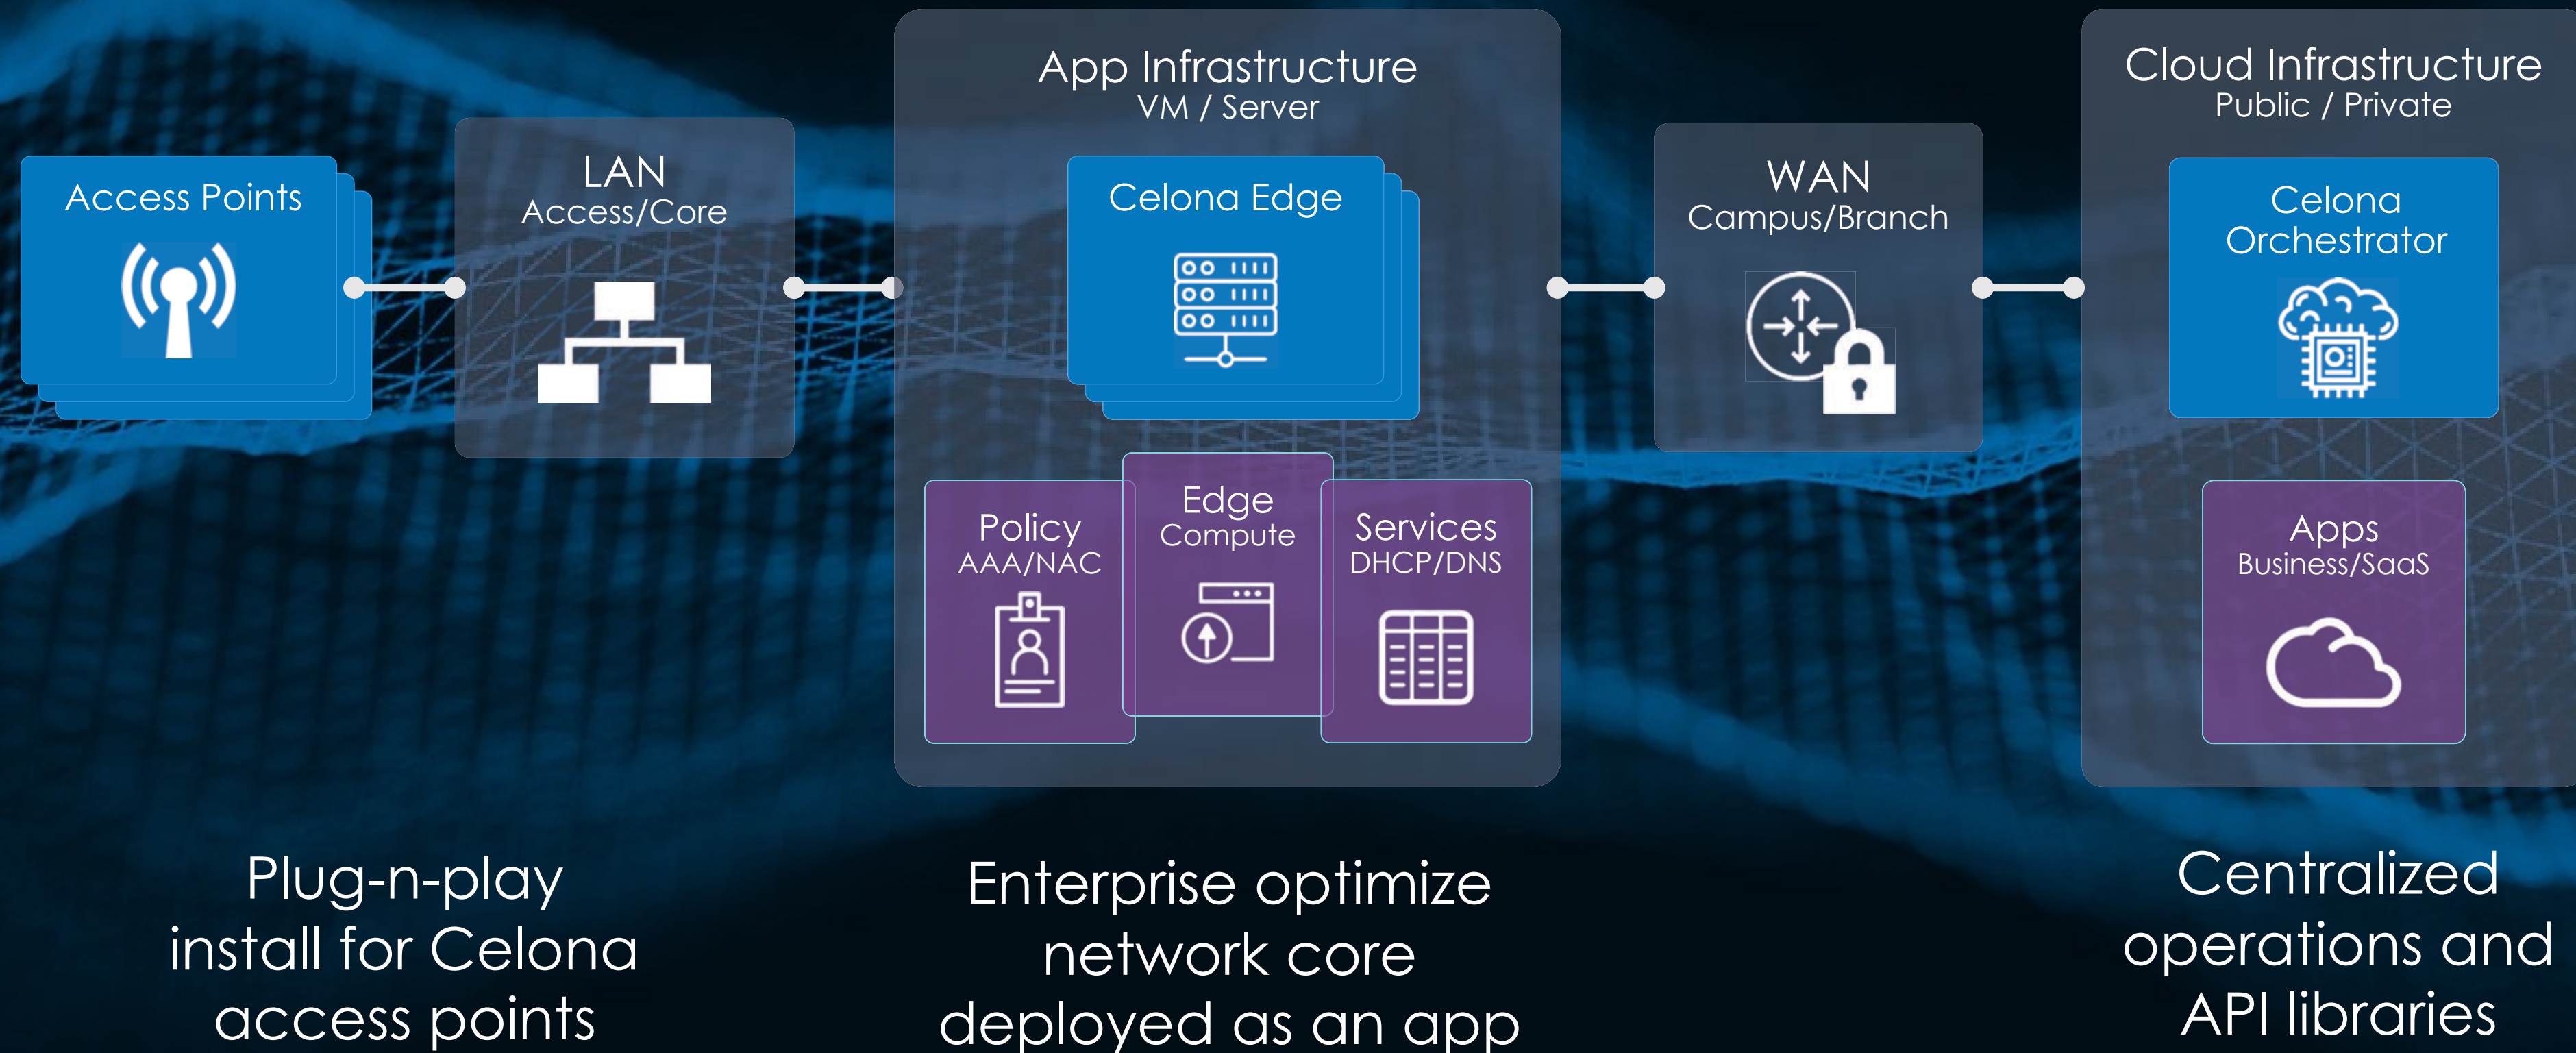 Access Points
LAN
Access/Core
App Infrastructure
VM / Server
Celona Edge
Policy
AAA/NAC
Edge
Compute
Services
DHCP/DNS
WAN
Campus/Branch
Cloud Infrastructure
Public / Private
Celona
Orchestrator
Apps
Business/SaaS
Plug-n-play
install for Celona
access points
Enterprise optimize
network core
deployed as an app
Centralized
operations and
API libraries